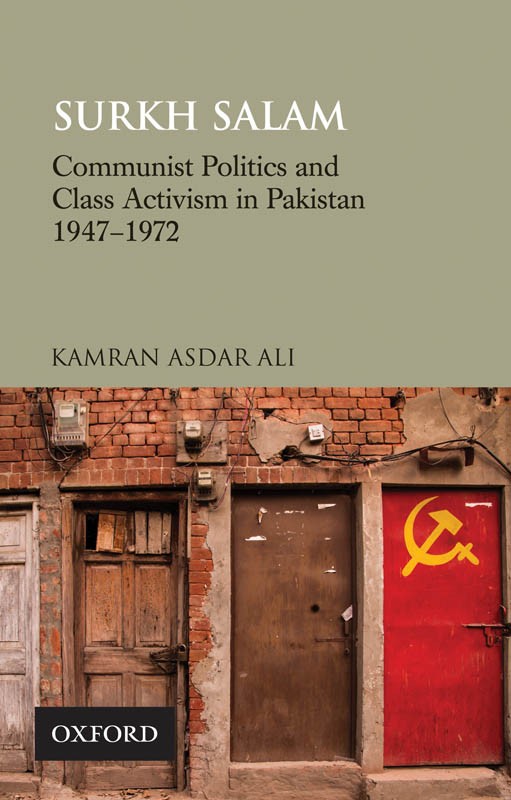 SURKH SALAM
Communist Politics and
Class Activism in Pakistan
1947–1972
KAMRAN ASDAR ALI
OXFORD